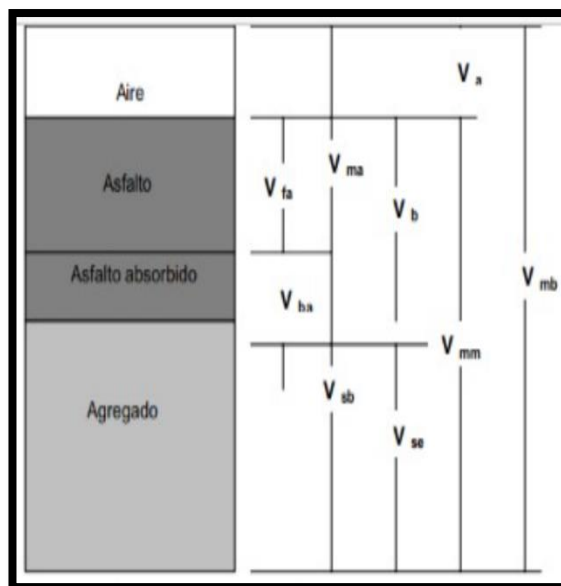 Aire
Asfalto
Asfalto absorbido
Agregado
V a
V ma
V fa
V b
V mb
V ba
V mm
V sb
V se